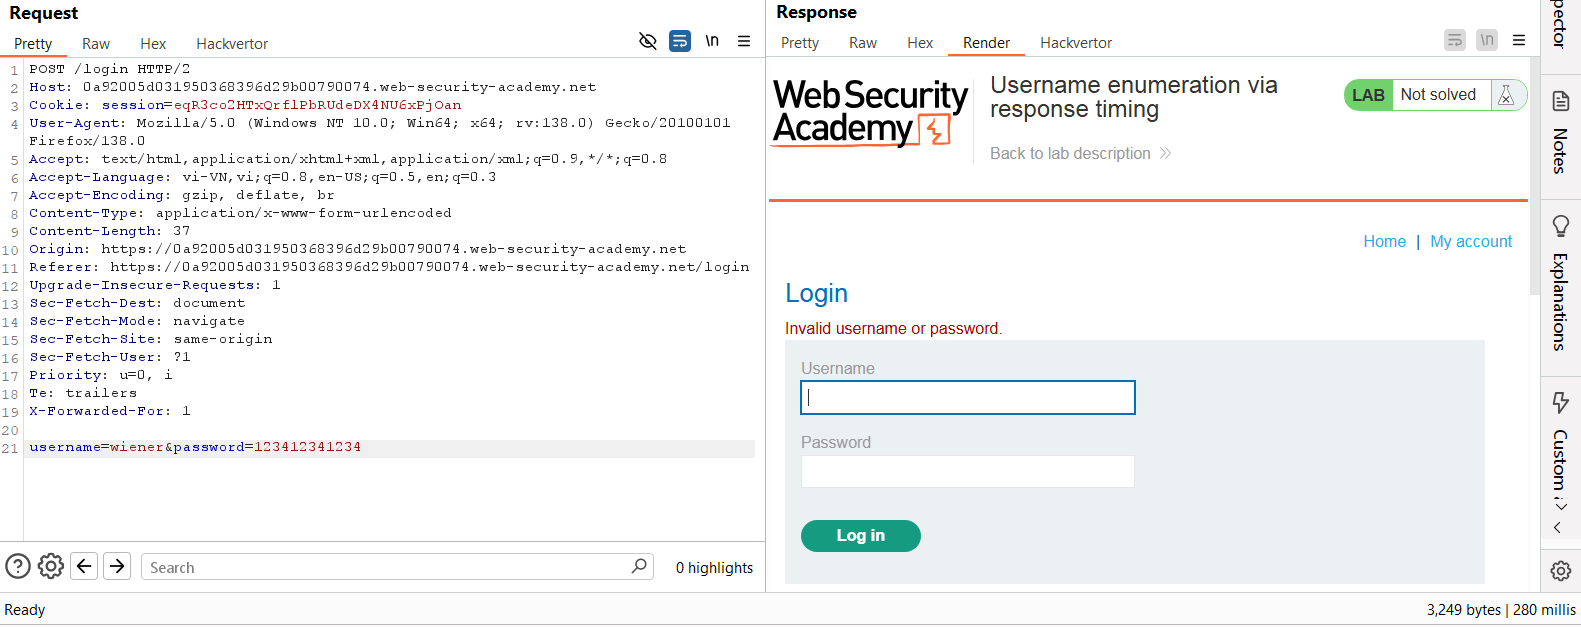 Request
Pretty Raw Hex Hackvertor
\n
1 POST /login HTTP/2
2 Host: 0a92005d031950368396d29b00790074.web-security-academy.net
3 Cookie: session=eqR3co2HTxQrflPbRUdeDX4NU6xPjOan
4 User-Agent: Mozilla/5.0 (Windows NT 10.0; Win64; x64; rv:138.0) Gecko/20100101
Firefox/138.0
5 Accept: text/html,application/xhtml+xml,application/xml;q=0.9,*/*;q=0.8
6 Accept-Language: vi-VN,vi;q=0.8,en-US;q=0.5,en;q=0.3
7 Accept-Encoding: gzip, deflate, br
8 Content-Type: application/x-www-form-urlencoded
9 Content-Length: 37
10 Origin: https://0a92005d031950368396d29b00790074.web-security-academy.net
11 Referer: https://0a92005d031950368396d29b00790074.web-security-academy.net/login
12 Upgrade-Insecure-Requests: 1
13 Sec-Fetch-Dest: document
14 Sec-Fetch-Mode: navigate
15 Sec-Fetch-Site: same-origin
16 Sec-Fetch-User: ?1
17 Priority: u=0, i
18 Te: trailers
19 X-Forwarded-For: 1
20
21 username=wiener&password=123412341234
Search
0 highlights
Response
Pretty Raw Hex Render Hackvertor
\n
Web Security
Academy
Username enumeration via
response timing
Back to lab description
LAB Not solved
Home | My account
Login
Invalid username or password.
Username
Password
Log in
Notes
Explanations
Custom
Ready
3,249 bytes | 280 millis